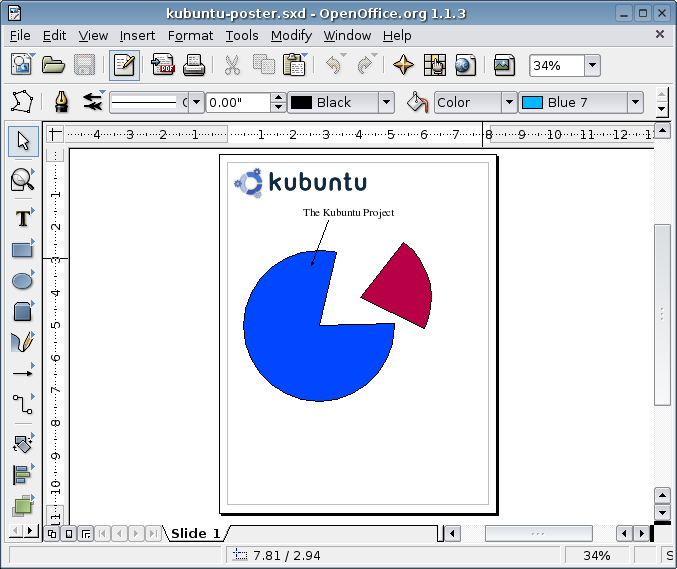 kubuntu-poster.sxd - OpenOffice.org 1.1.3
File Edit View Insert Format Tools Modify Window Help
PDF 34%
0.00" Black Color Blue 7
4 3 2 1 1 2 3 4 5 6 7 8 9 10 11 12 13
1
2
3
4
5
6
7
8
9
10
11
T
kubuntu
The Kubuntu Project
Slide 1
7.81 / 2.94 34% S